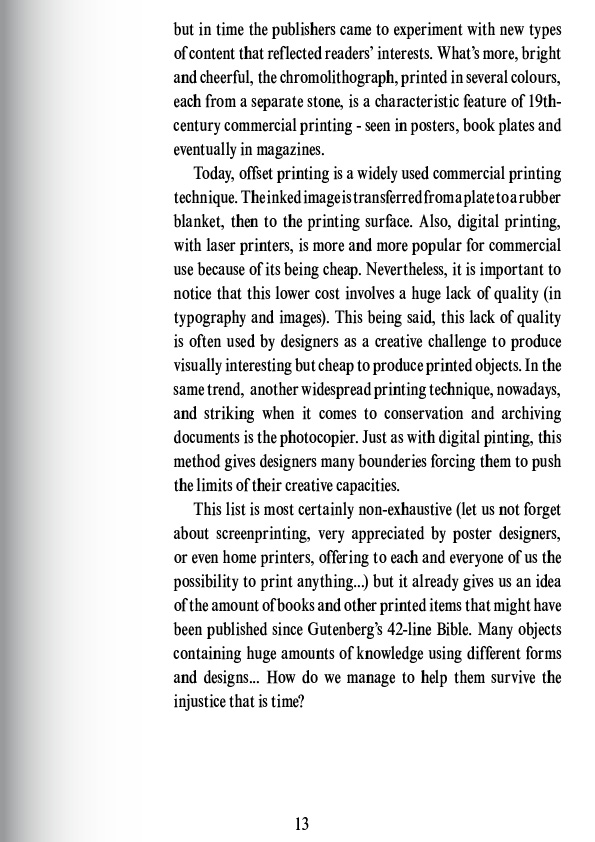 but in time the publishers came to experiment with new types
of content that reflected readers' interests. What's more, bright
and cheerful, the chromolithograph, printed in several colours,
each from a separate stone, is a characteristic feature of 19th-
century commercial printing - seen in posters, book plates and
eventually in magazines.
Today, offset printing is a widely used commercial printing
technique. The inked image is transferred from a plate to a rubber
blanket, then to the printing surface. Also, digital printing,
with laser printers, is more and more popular for commercial
use because of its being cheap. Nevertheless, it is important to
notice that this lower cost involves a huge lack of quality (in
typography and images). This being said, this lack of quality
is often used by designers as a creative challenge to produce
visually interesting but cheap to produce printed objects. In the
same trend,  another widespread printing technique, nowadays,
and striking when it comes to conservation and archiving
documents is the photocopier. Just as with digital pinting, this
method gives designers many bounderies forcing them to push
the limits of their creative capacities.
This list is most certainly non-exhaustive (let us not forget
about screenprinting, very appreciated by poster designers,
or even home printers, offering to each and everyone of us the
possibility to print anything...) but it already gives us an idea
of the amount of books and other printed items that might have
been published since Gutenberg's 42-line Bible. Many objects
containing huge amounts of knowledge using different forms
and designs... How do we manage to help them survive the
injustice that is time?
13